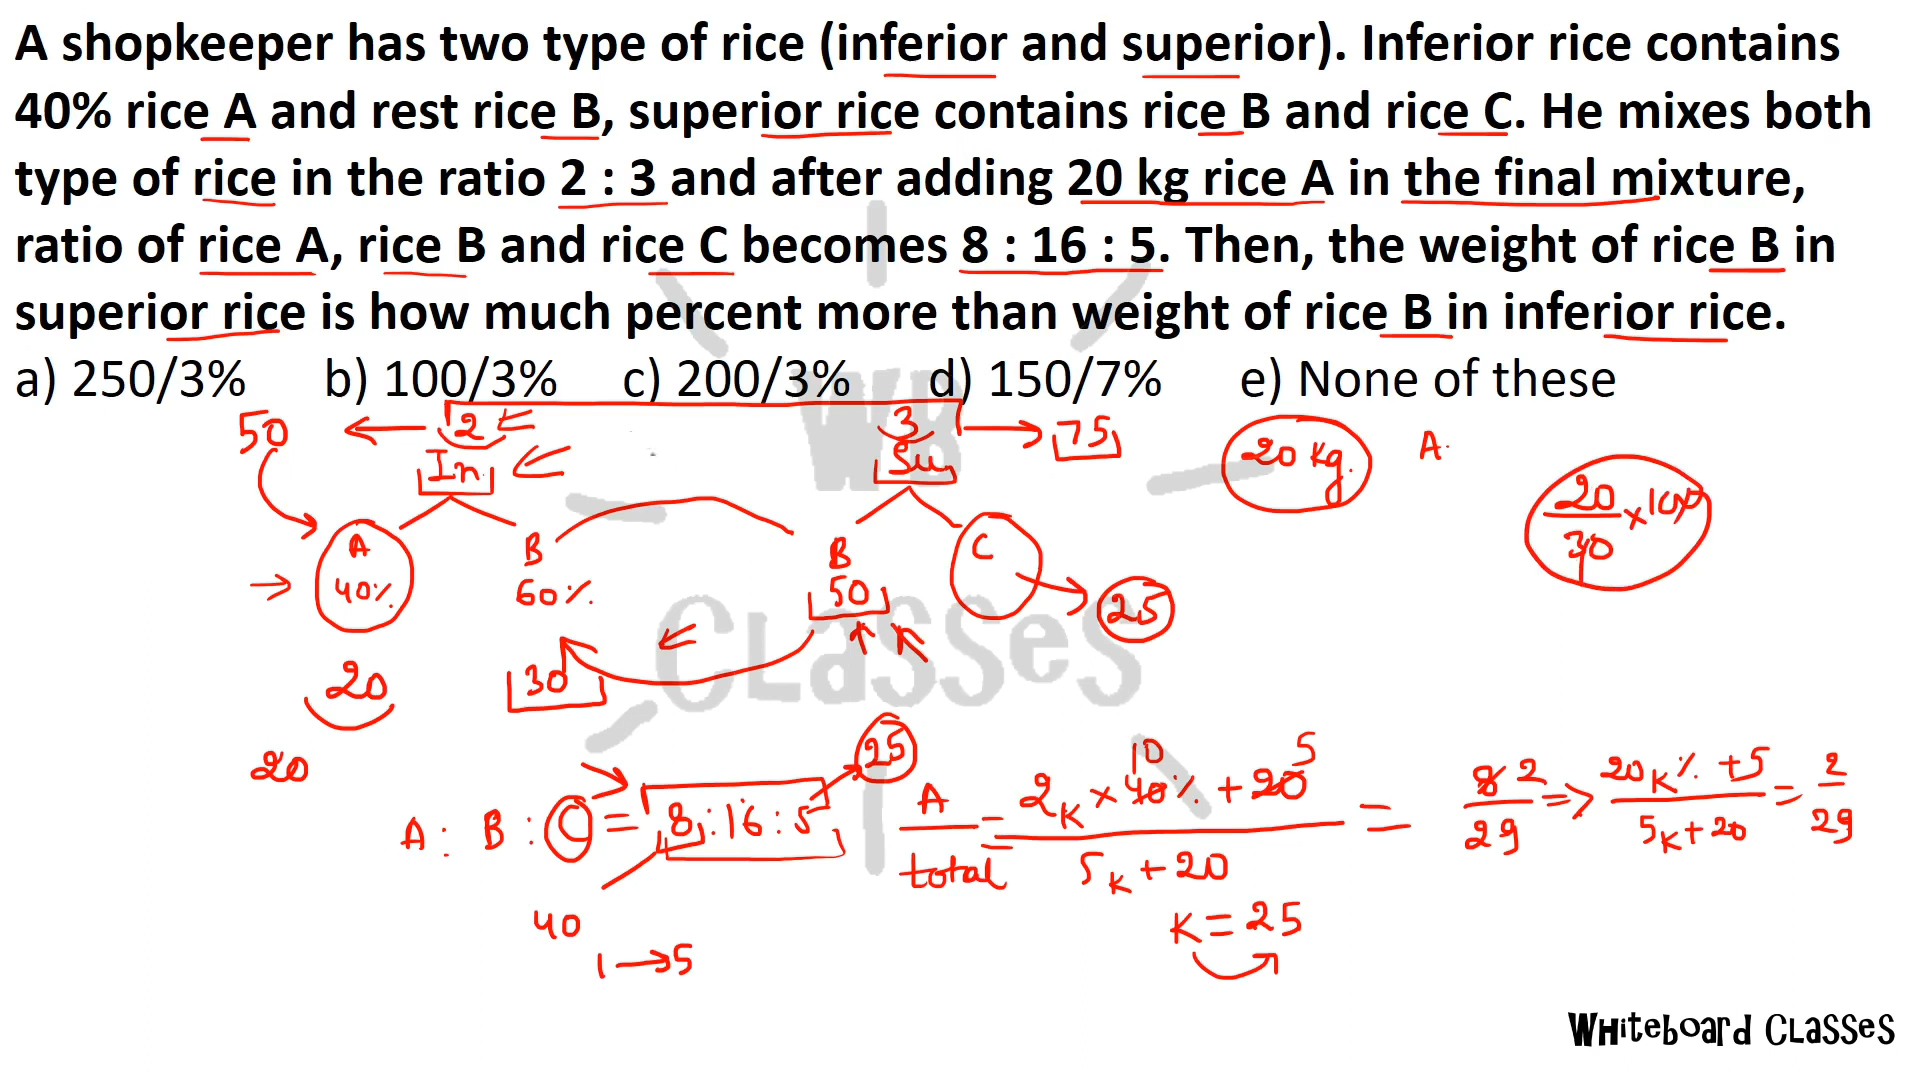 A shopkeeper has two type of rice (inferior and superior). Inferior rice contains
40% rice A and rest rice B, superior rice contains rice B and rice C. He mixes both
type of rice in the ratio 2 : 3 and after adding 20 kg rice A in the final mixture,
ratio of rice A, rice B and rice C becomes 8 : 16 : 5. Then, the weight of rice B in
superior rice is how much percent more than weight of rice B in inferior rice.
a) 250/3% b) 100/3% c) 200/3% d) 150/7% e) None of these
50 2 3 75 20 kg. A.
In. Su
WB
20/30 × 100
A B B C
40% 60% 50 25
CLaSSeS
20 30
20 25
A : B : C = 8 : 16 : 5
A/total = 2K × 40% + 20 / 5K + 20 = 8/29 => 20K% + 5 / 5K + 20 = 2/29
10 5 2
40 K = 25
1 → 5
WHiteboard CLaSSeS